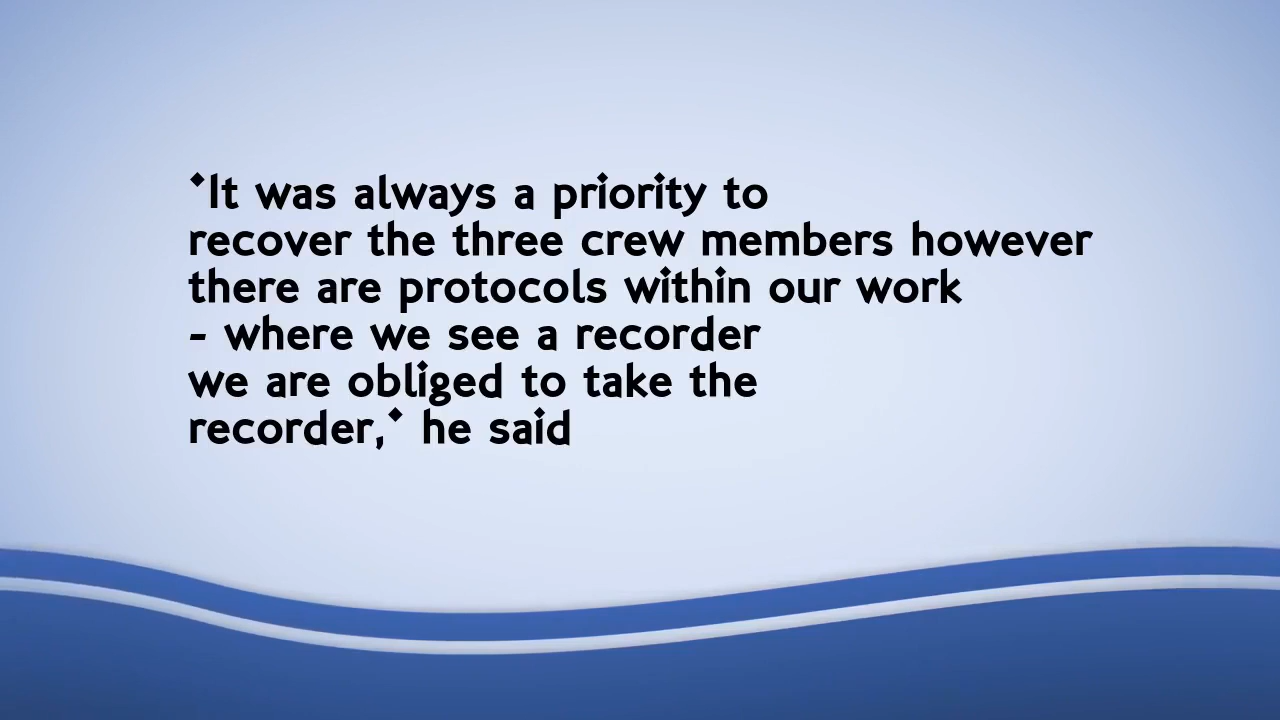 "It was always a priority to
recover the three crew members however
there are protocols within our work
- where we see a recorder
we are obliged to take the
recorder," he said